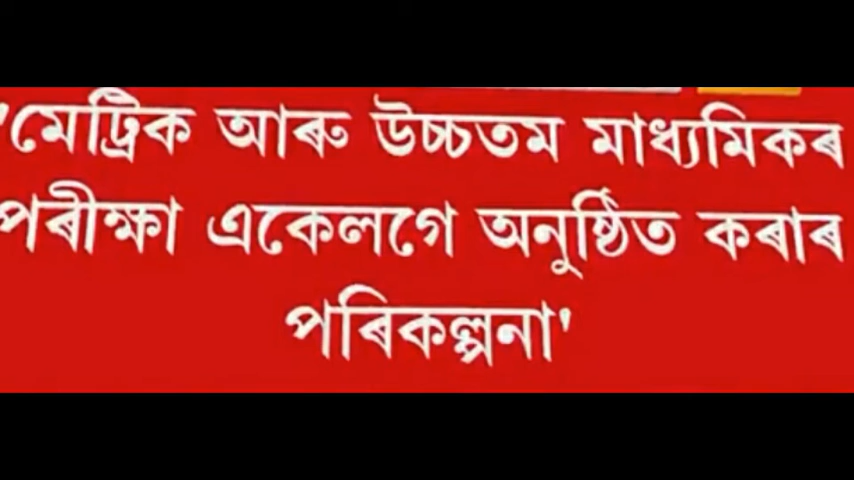 'মেট্ৰিক আৰু উচ্চতম মাধ্যমিকৰ
পৰীক্ষা একেলগে অনুষ্ঠিত কৰাৰ
পৰিকল্পনা'